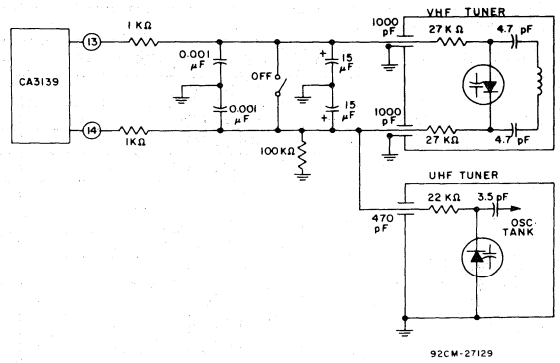 VHF TUNER
1000
pF
27 KΩ
4.7 pF
1 KΩ
13
0.001
μF
OFF
+
15
μF
CA3139
0.001
μF
15
μF
+
1000
pF
14
1KΩ
27 KΩ
4.7 pF
100 KΩ
UHF TUNER
22 KΩ
3.5 pF
470
pF
OSC.
TANK
92CM-27129